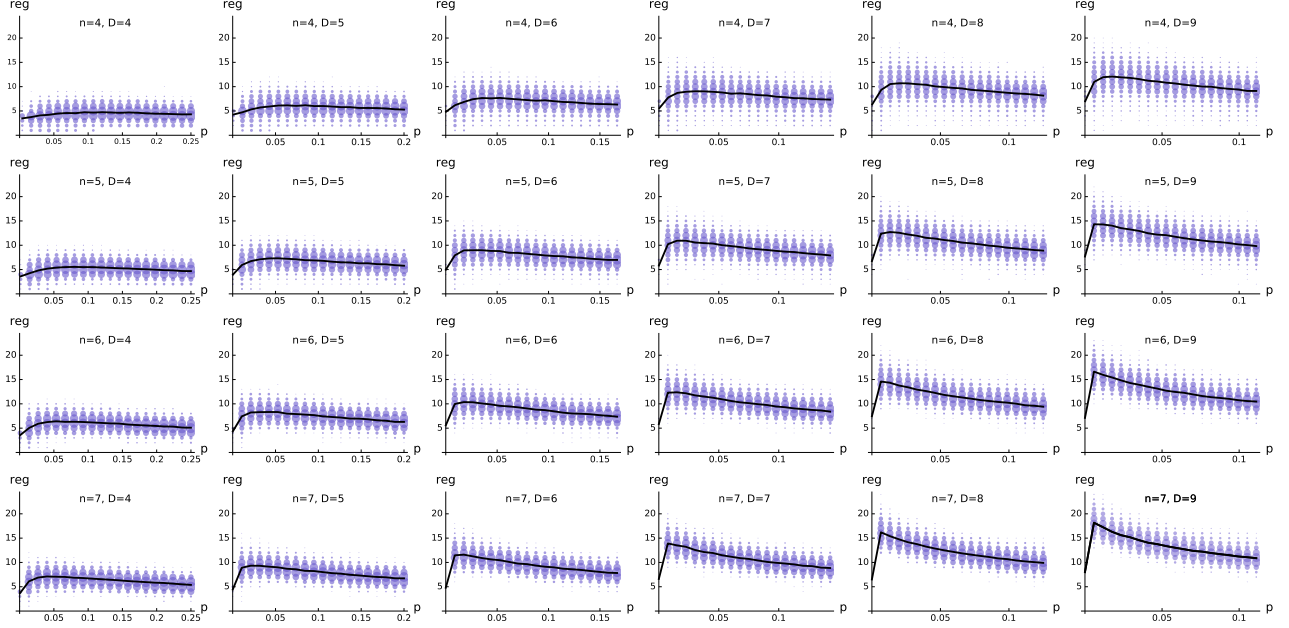 reg reg reg reg reg reg
n=4, D=4 n=4, D=5 n=4, D=6 n=4, D=7 n=4, D=8 n=4, D=9
20 20 20 20 20 20
15 15 15 15 15 15
10 10 10 10 10 10
5 5 5 5 5 5
p p p p p p
0.05 0.1 0.15 0.2 0.25 0.05 0.1 0.15 0.2 0.05 0.1 0.15 0.05 0.1 0.05 0.1 0.05 0.1
reg reg reg reg reg reg
n=5, D=4 n=5, D=5 n=5, D=6 n=5, D=7 n=5, D=8 n=5, D=9
20 20 20 20 20 20
15 15 15 15 15 15
10 10 10 10 10 10
5 5 5 5 5 5
p p p p p p
0.05 0.1 0.15 0.2 0.25 0.05 0.1 0.15 0.2 0.05 0.1 0.15 0.05 0.1 0.05 0.1 0.05 0.1
reg reg reg reg reg reg
n=6, D=4 n=6, D=5 n=6, D=6 n=6, D=7 n=6, D=8 n=6, D=9
20 20 20 20 20 20
15 15 15 15 15 15
10 10 10 10 10 10
5 5 5 5 5 5
p p p p p p
0.05 0.1 0.15 0.2 0.25 0.05 0.1 0.15 0.2 0.05 0.1 0.15 0.05 0.1 0.05 0.1 0.05 0.1
reg reg reg reg reg reg
n=7, D=4 n=7, D=5 n=7, D=6 n=7, D=7 n=7, D=8 n=7, D=9
20 20 20 20 20 20
15 15 15 15 15 15
10 10 10 10 10 10
5 5 5 5 5 5
p p p p p p
0.05 0.1 0.15 0.2 0.25 0.05 0.1 0.15 0.2 0.05 0.1 0.15 0.05 0.1 0.05 0.1 0.05 0.1